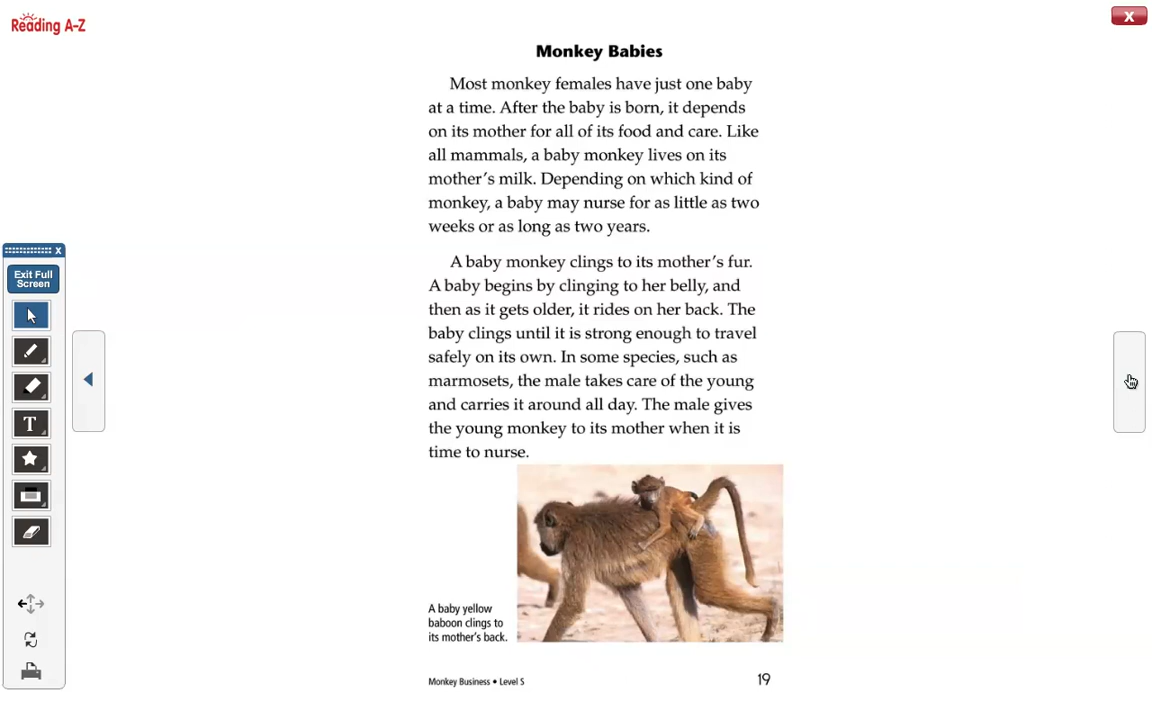 Reading A-Z
X
Monkey Babies
Most monkey females have just one baby
at a time. After the baby is born, it depends
on its mother for all of its food and care. Like
all mammals, a baby monkey lives on its
mother's milk. Depending on which kind of
monkey, a baby may nurse for as little as two
weeks or as long as two years.
A baby monkey clings to its mother's fur.
A baby begins by clinging to her belly, and
then as it gets older, it rides on her back. The
baby clings until it is strong enough to travel
safely on its own. In some species, such as
marmosets, the male takes care of the young
and carries it around all day. The male gives
the young monkey to its mother when it is
time to nurse.
A baby yellow
baboon clings to
its mother's back.
Monkey Business • Level S
19
x
Exit Full
Screen
T